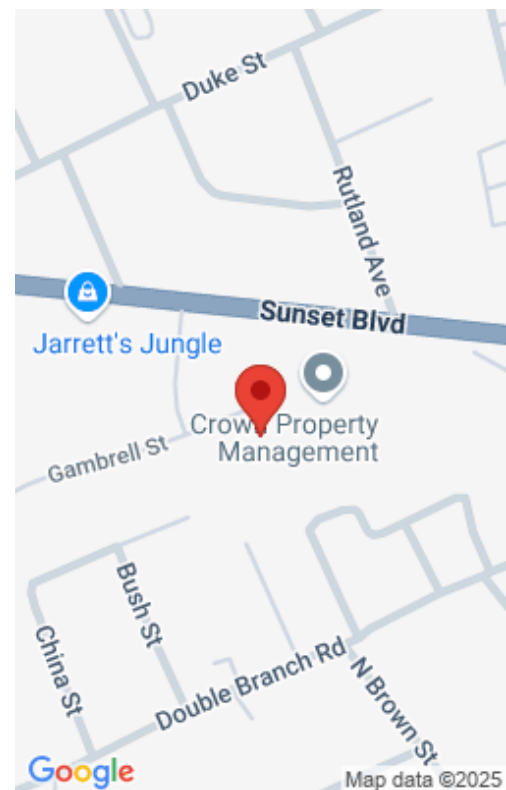 Duke St
Rutland Ave
Sunset Blvd
Jarrett's Jungle
Crown Property
Management
Gambrell St
Bush St
China St
Double Branch Rd
N Brown St
Google
Map data ©2025